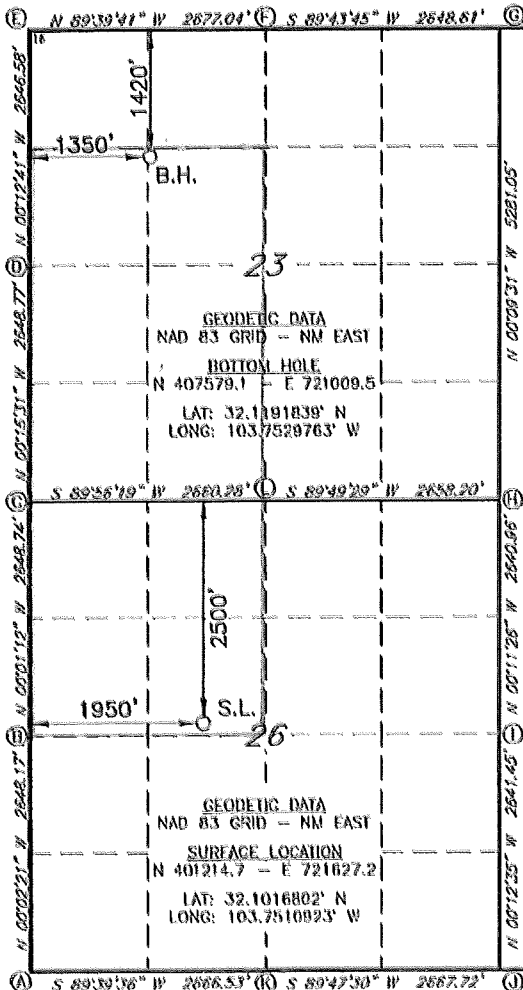 E N 89°39'41" W 2677.04' F S 89°43'45" W 2648.61' G
N 00°12'41" W 2646.58'
1420'
1350'
B.H.
N 00°09'31" W 5281.05'
D
23
N 00°15'31" W 2648.77'
GEODETIC DATA
NAD 83 GRID - NM EAST
BOTTOM HOLE
N 407579.1 - E 721009.5
LAT: 32.1191839° N
LONG: 103.7529763° W
C S 89°56'19" W 2660.28' L S 89°49'29" W 2658.20' H
N 00°01'12" W 2648.74'
2500'
N 00°11'26" W 2640.96'
1950'
S.L.
B
26
I
N 00°02'21" W 2648.17'
GEODETIC DATA
NAD 83 GRID - NM EAST
SURFACE LOCATION
N 401214.7 - E 721627.2
LAT: 32.1016802° N
LONG: 103.7510923° W
N 00°12'35" W 2641.45'
A S 89°39'36" W 2666.53' K S 89°47'30" W 2667.72' J